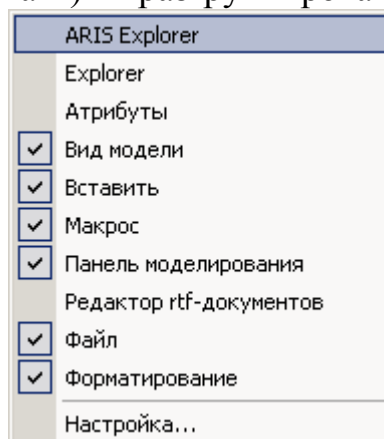 ARIS Explorer
Explorer
Атрибуты
Вид модели
Вставить
Макрос
Панель моделирования
Редактор rtf-документов
Файл
Форматирование
Настройка...